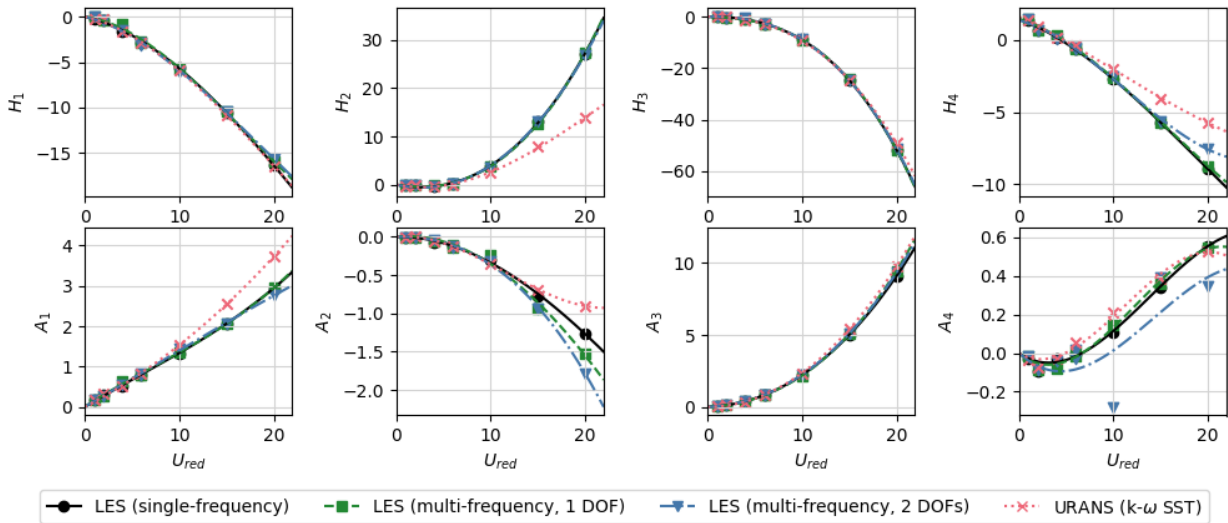 0
−5
−10
−15
H1
0 10 20
30
20
10
0
H2
0 10 20
0
−20
−40
−60
H3
0 10 20
0
−5
−10
H4
0 10 20
4
3
2
1
0
A1
0 10 20
Ured
0.0
−0.5
−1.0
−1.5
−2.0
A2
0 10 20
Ured
10
5
0
A3
0 10 20
Ured
0.6
0.4
0.2
0.0
−0.2
A4
0 10 20
Ured
LES (single-frequency) LES (multi-frequency, 1 DOF) LES (multi-frequency, 2 DOFs) URANS (k-ω SST)